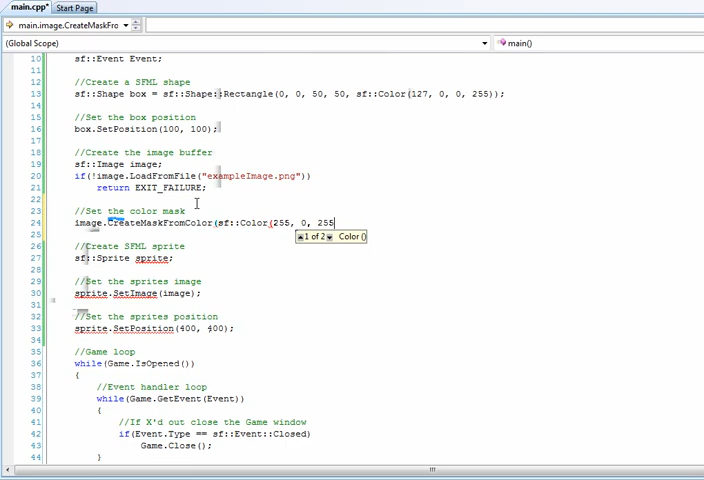 main.cpp* Start Page
main.image.CreateMaskFro
(Global Scope) main()
10 sf::Event Event;
11
12 //Create a SFML shape
13 sf::Shape box = sf::Shape::Rectangle(0, 0, 50, 50, sf::Color(127, 0, 0, 255));
14
15 //Set the box position
16 box.SetPosition(100, 100);
17
18 //Create the image buffer
19 sf::Image image;
20 if(!image.LoadFromFile("exampleImage.png"))
21 return EXIT_FAILURE;
22
23 //Set the color mask
24 image.CreateMaskFromColor(sf::Color(255, 0, 255
25 1 of 2 Color ()
26 //Create SFML sprite
27 sf::Sprite sprite;
28
29 //Set the sprites image
30 sprite.SetImage(image);
31
32 //Set the sprites position
33 sprite.SetPosition(400, 400);
34
35 //Game loop
36 while(Game.IsOpened())
37 {
38 //Event handler loop
39 while(Game.GetEvent(Event))
40 {
41 //If X'd out close the Game window
42 if(Event.Type == sf::Event::Closed)
43 Game.Close();
44 }